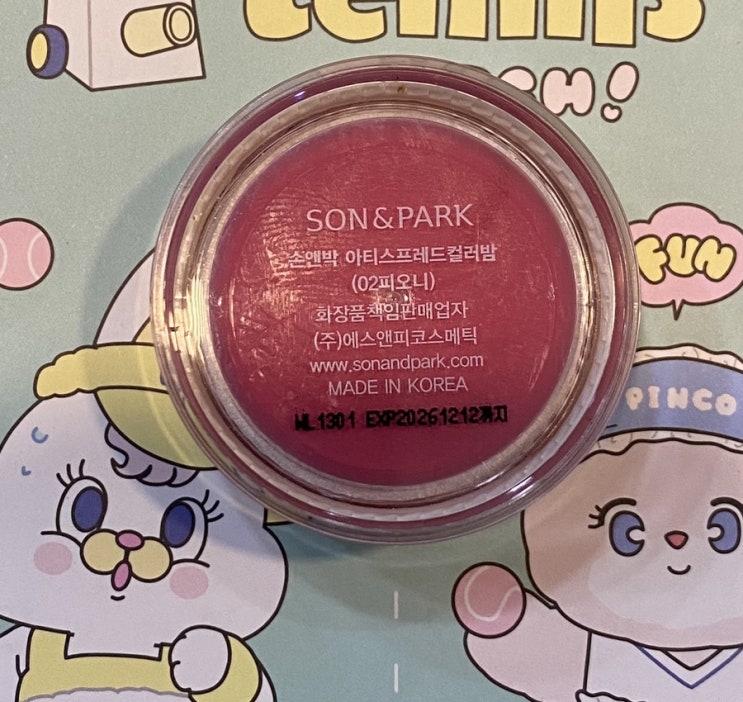 tennis
CH!
SON&PARK
손앤박 아티스프레드컬러밤
(02피오니)
화장품책임판매업자
(주)에스앤피코스메틱
www.sonandpark.com
MADE IN KOREA
WL1301 EXP20261212까지
FUN
PINCO